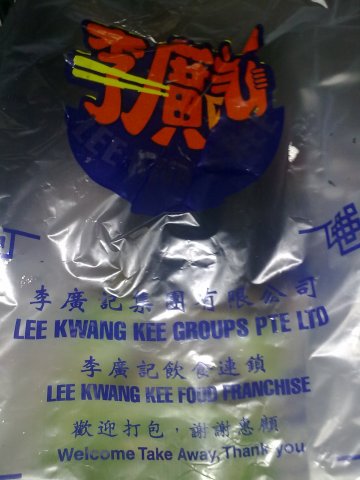 李廣記
李廣記集團有限公司
LEE KWANG KEE GROUPS PTE LTD
李廣記飲食連鎖
LEE KWANG KEE FOOD FRANCHISE
歡迎打包，謝謝惠顧
Welcome Take Away, Thank you